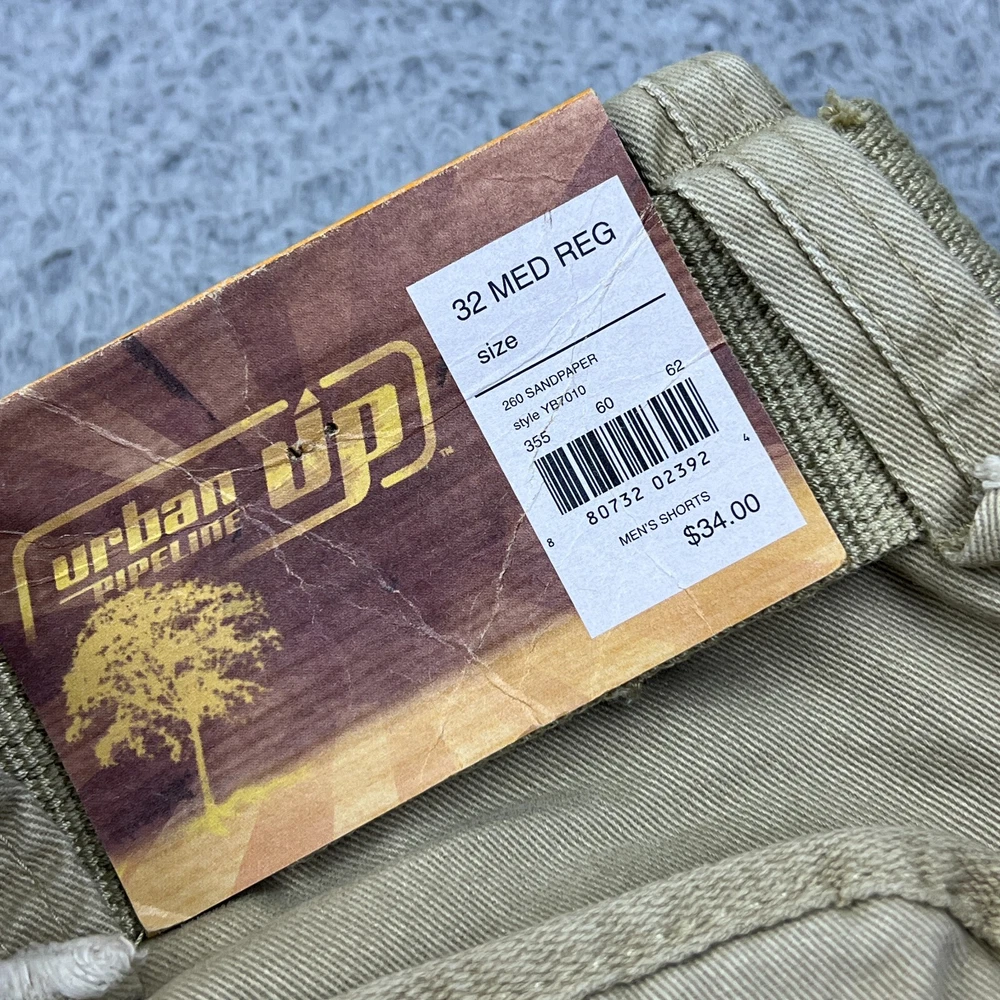 urban up™
PIPELINE
32 MED REG
size
260 SANDPAPER
style YB7010
355 60 62
8 80732 02392 4
MEN'S SHORTS
$34.00